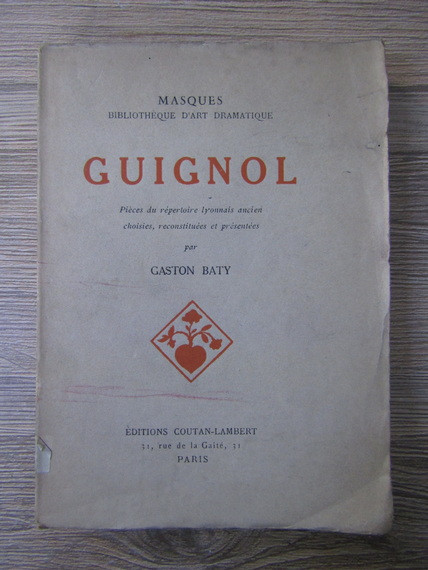 MASQUES
BIBLIOTHÈQUE D'ART DRAMATIQUE
GUIGNOL
Pièces du répertoire lyonnais ancien
choisies, reconstituées et présentées
par
GASTON BATY
ÉDITIONS COUTAN-LAMBERT
31, rue de la Gaîté, 31
PARIS